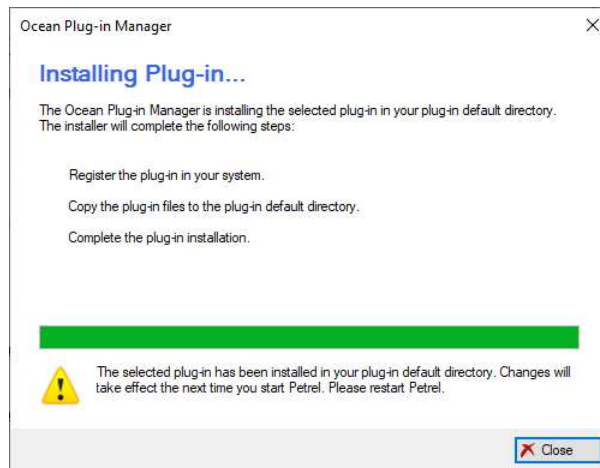 Ocean Plug-in Manager
Installing Plug-in...
The Ocean Plug-in Manager is installing the selected plug-in in your plug-in default directory.
The installer will complete the following steps:
Register the plug-in in your system.
Copy the plug-in files to the plug-in default directory.
Complete the plug-in installation.
The selected plug-in has been installed in your plug-in default directory. Changes will
take effect the next time you start Petrel. Please restart Petrel.
Close